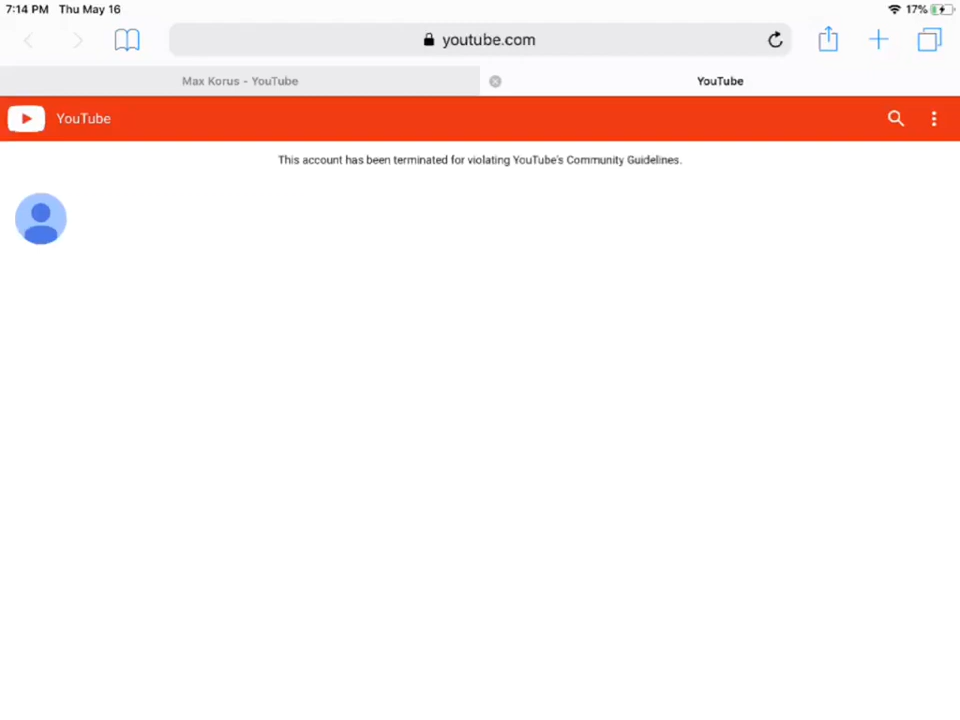 7:14 PM Thu May 16 17%
youtube.com
Max Korus - YouTube YouTube
YouTube
This account has been terminated for violating YouTube's Community Guidelines.